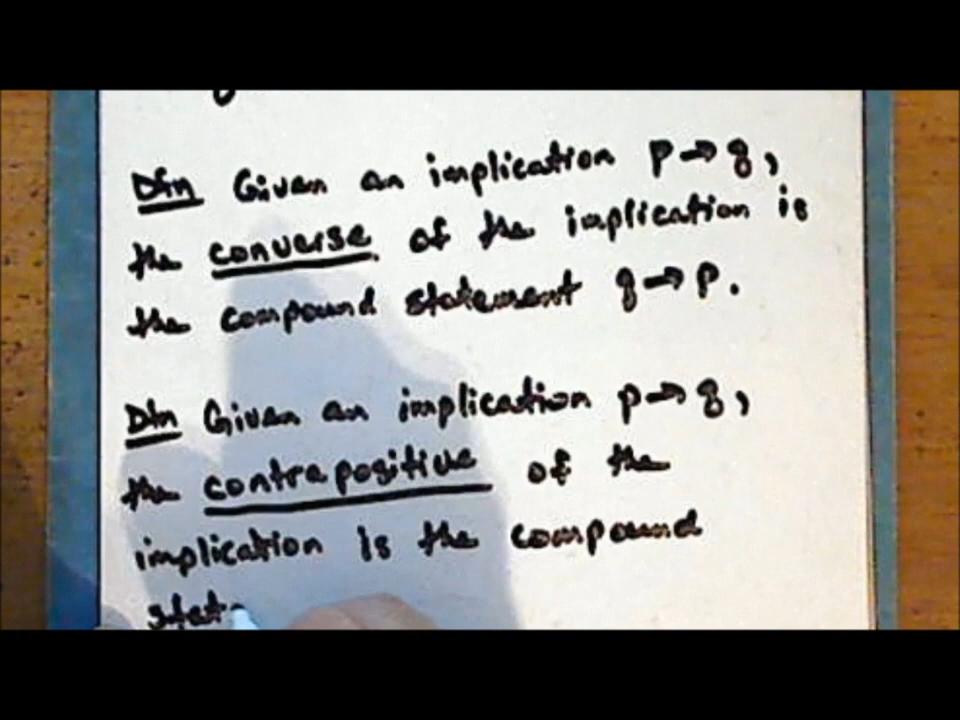 Dfn Given an implication p→q,
the converse of the implication is
the compound statement q→p.
Dfn Given an implication p→q,
the contrapositive of the
implication is the compound
state